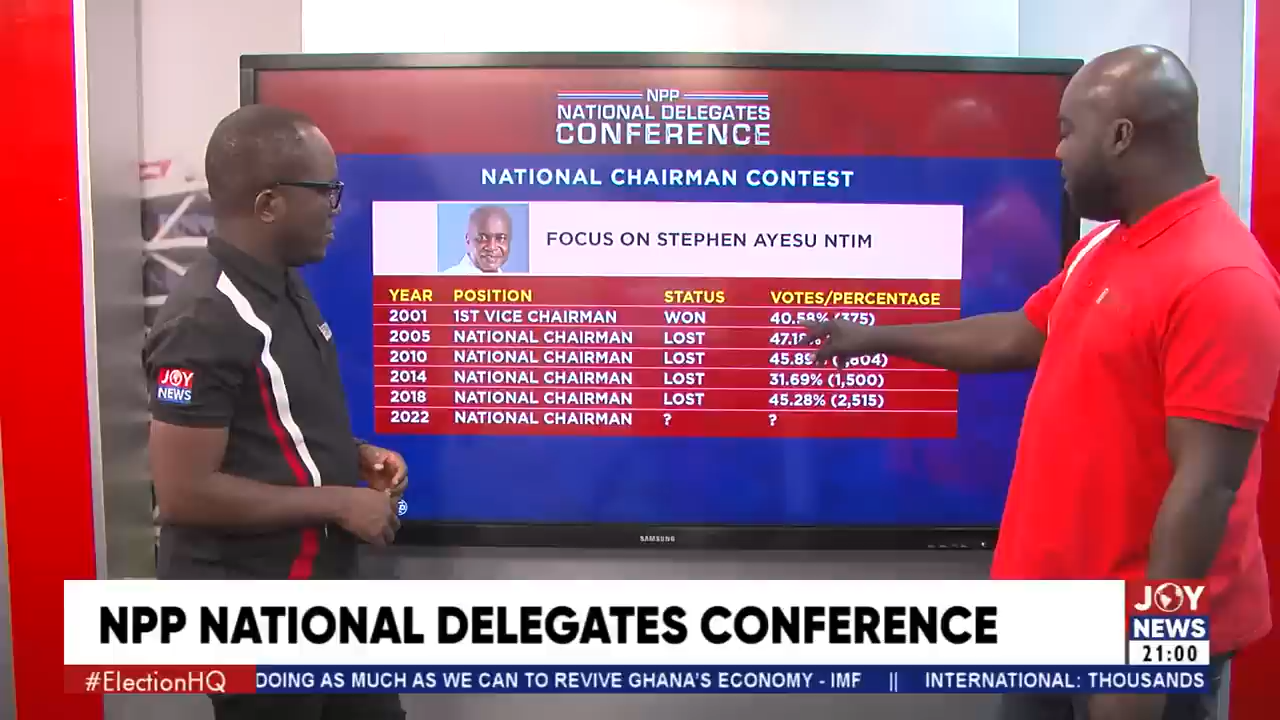 NPP
NATIONAL DELEGATES
CONFERENCE
NATIONAL CHAIRMAN CONTEST
FOCUS ON STEPHEN AYESU NTIM
YEAR POSITION STATUS VOTES/PERCENTAGE
2001 1ST VICE CHAIRMAN WON 40.58% (375)
2005 NATIONAL CHAIRMAN LOST
2010 NATIONAL CHAIRMAN LOST
2014 NATIONAL CHAIRMAN LOST 31.69% (1,500)
2018 NATIONAL CHAIRMAN LOST 45.28% (2,515)
2022 NATIONAL CHAIRMAN ? ?
JOY
NEWS
SAMSUNG
NPP NATIONAL DELEGATES CONFERENCE
JOY
NEWS
21:00
#ElectionHQ DOING AS MUCH AS WE CAN TO REVIVE GHANA'S ECONOMY - IMF || INTERNATIONAL: THOUSANDS